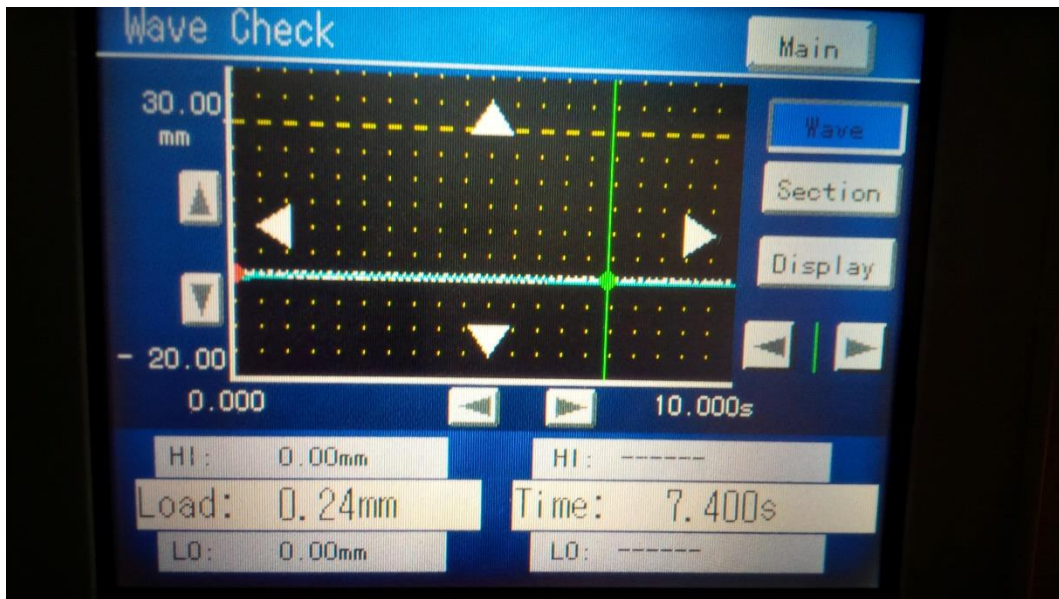 Wave Check
Main
30.00
mm
Wave
Section
Display
- 20.00
0.000
10.000s
HI: 0.00mm
HI: ------
Load: 0.24mm
Time: 7.400s
LO: 0.00mm
LO: ------